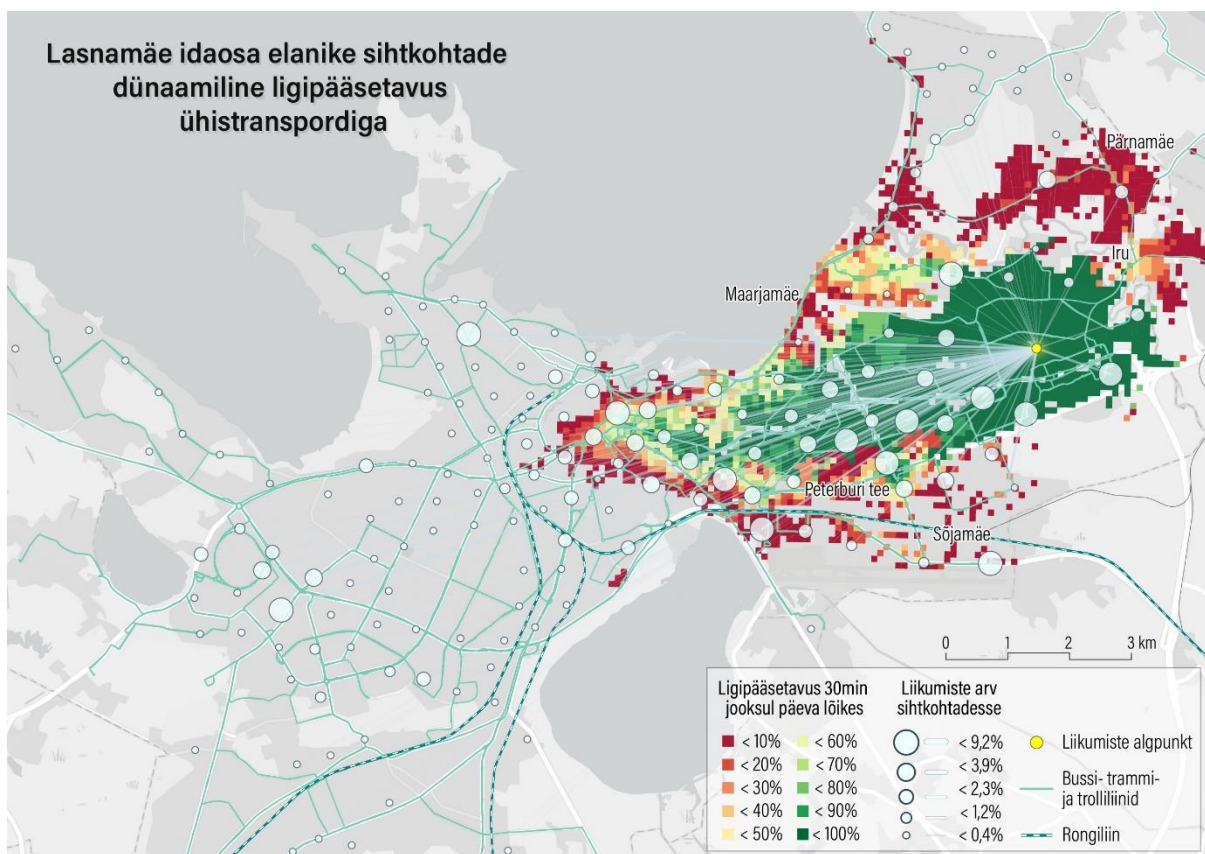 Lasnamäe idaosa elanike sihtkohtade
dünaamiline ligipääsetavus
ühistranspordiga
Pärnamäe
Iru
Maarjamäe
Peterburi tee
Sõjamäe
0 1 2 3 km
Ligipääsetavus 30min
jooksul päeva lõikes
< 10%
< 20%
< 30%
< 40%
< 50%
< 60%
< 70%
< 80%
< 90%
< 100%
Liikumiste arv
sihtkohtadesse
< 9,2%
< 3,9%
< 2,3%
< 1,2%
< 0,4%
Liikumiste algpunkt
Bussi- trammi-
ja trolliliinid
Rongiliin